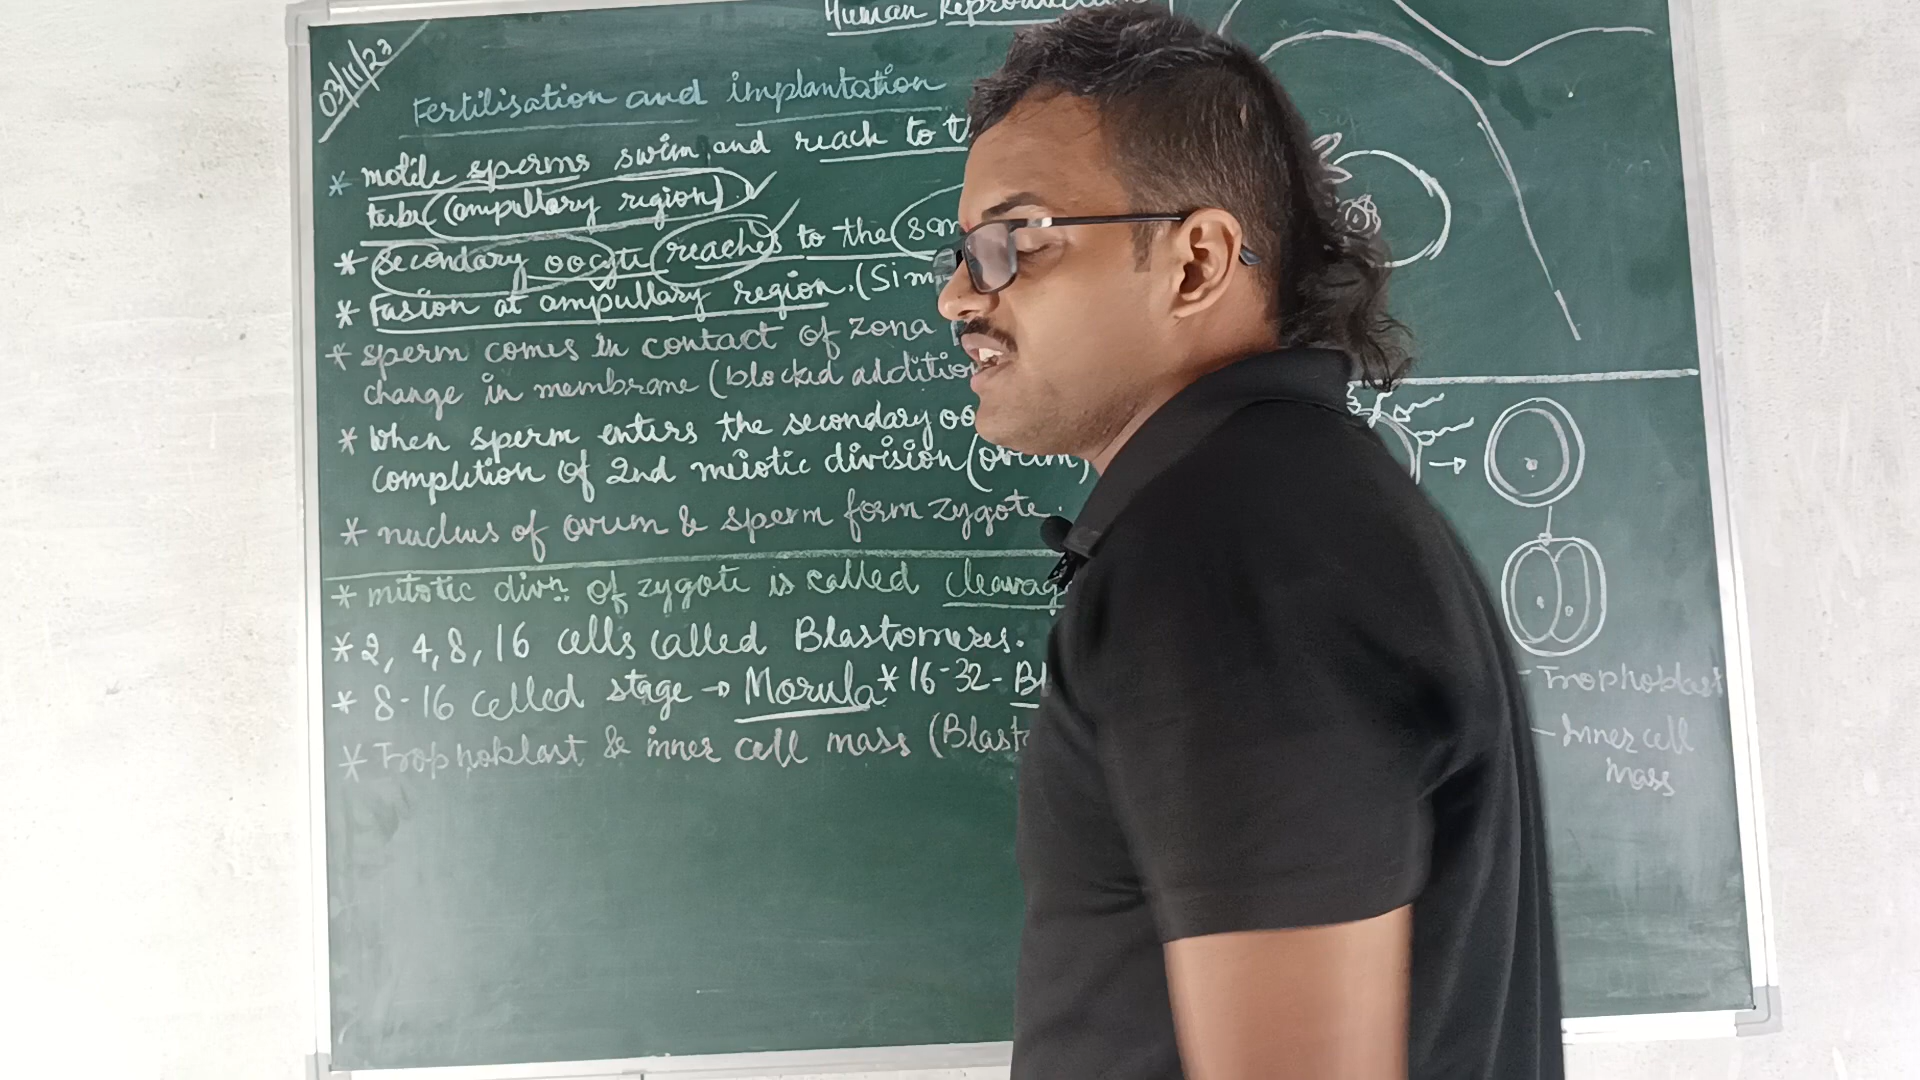 Human Reproduction
03/11/23
Fertilisation and implantation
* motile sperms swim and reach to
tube (ampullary region).
* Secondary oocyte reaches to the
* Fusion at ampullary region. (Sim
* sperm comes in contact of zona
change in membrane (blocked addition
* When sperm enters the secondary oo
completion of 2nd meiotic division (ovum)
* nucleus of ovum & sperm form zygote.
* mitotic divn. of zygote is called cleavag
* 2, 4, 8, 16 cells called Blastomeres.
* 8-16 celled stage → Morula * 16-32- Bl
* Trophoblast & inner cell mass (Blast
- Trophoblast
- Inner cell
mass